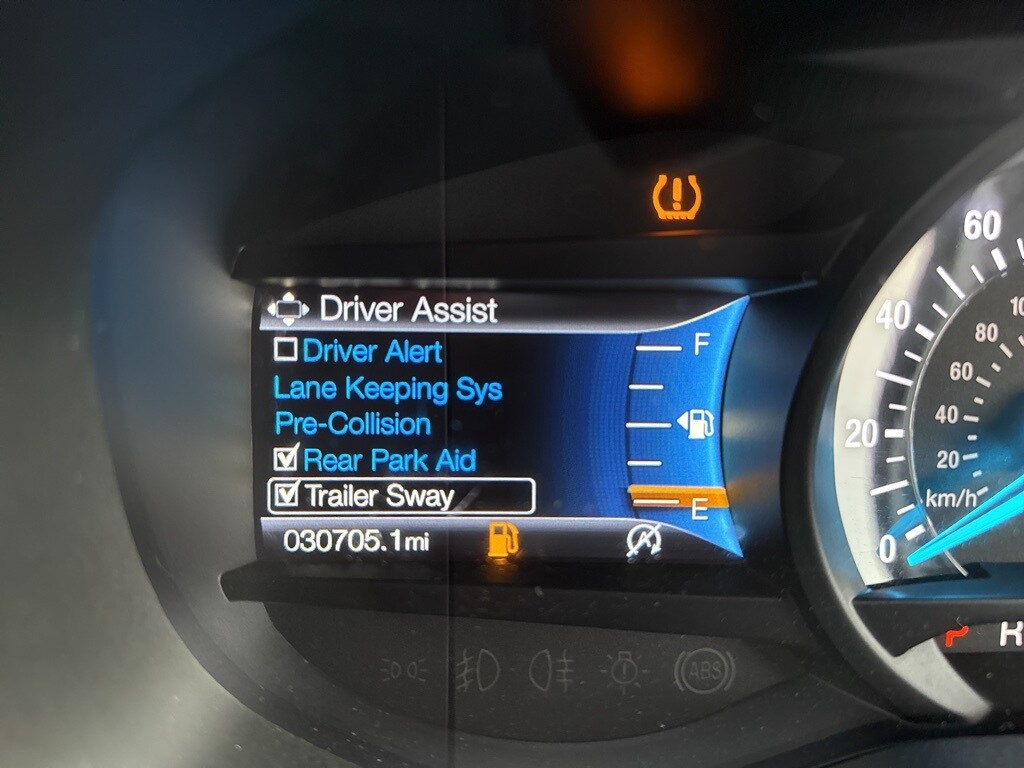 Driver Assist
Driver Alert
Lane Keeping Sys
Pre-Collision
Rear Park Aid
Trailer Sway
030705.1mi
F
E
60
40
20
0
80
60
40
20
km/h
ABS
R